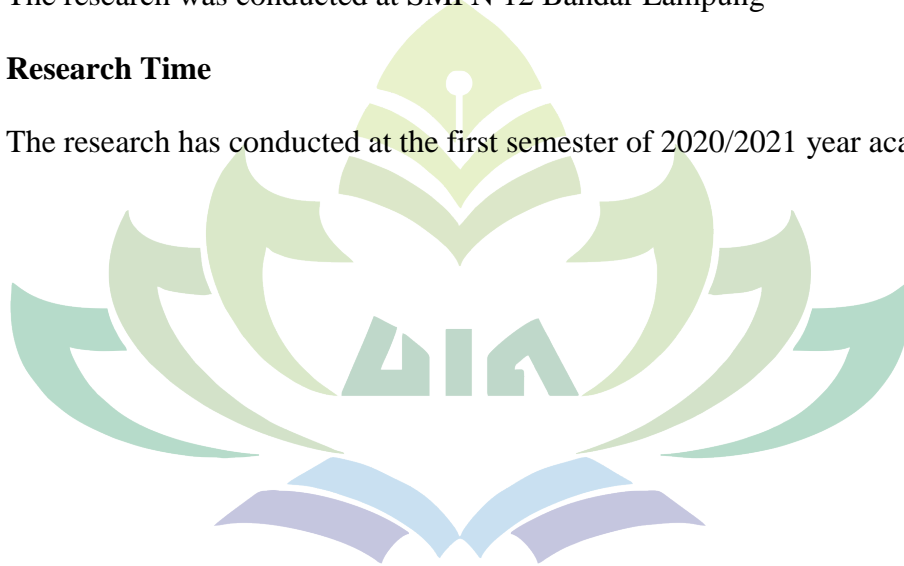 The research was conducted at SMPN 12 Bandar Lampung
Research Time
The research has conducted at the first semester of 2020/2021 year
UIN